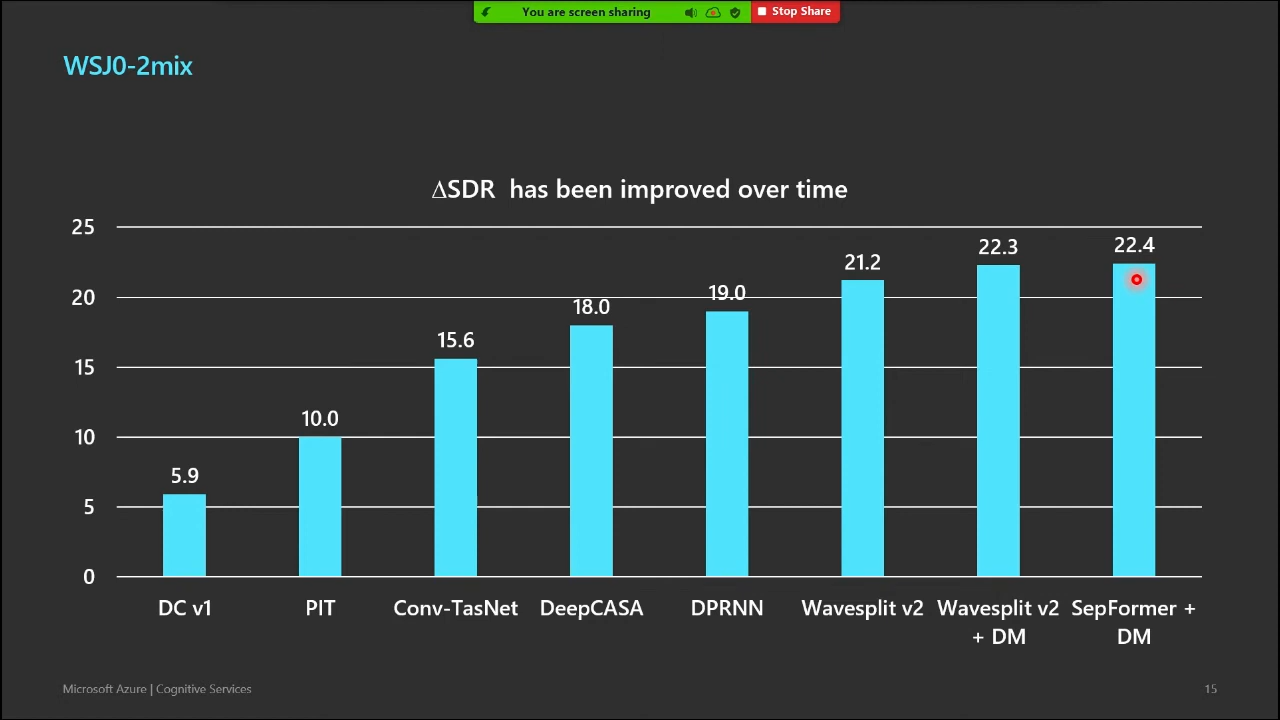 You are screen sharing
Stop Share
WSJ0-2mix
∆SDR has been improved over time
25
20
15
10
5
0
5.9
10.0
15.6
18.0
19.0
21.2
22.3
22.4
DC v1
PIT
Conv-TasNet
DeepCASA
DPRNN
Wavesplit v2
Wavesplit v2
+ DM
SepFormer +
DM
Microsoft Azure | Cognitive Services
15